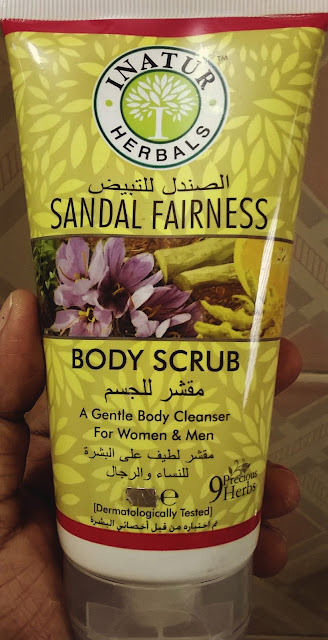 INATUR
HERBALS
TM
الصندل للتبيض
SANDAL FAIRNESS
BODY SCRUB
مقشر للجسم
A Gentle Body Cleanser
For Women & Men
مقشر لطيف على البشرة
للنساء والرجال
e
9 Precious
Herbs
[Dermatologically Tested]
تم اختباره من قبل أخصائي البشرة